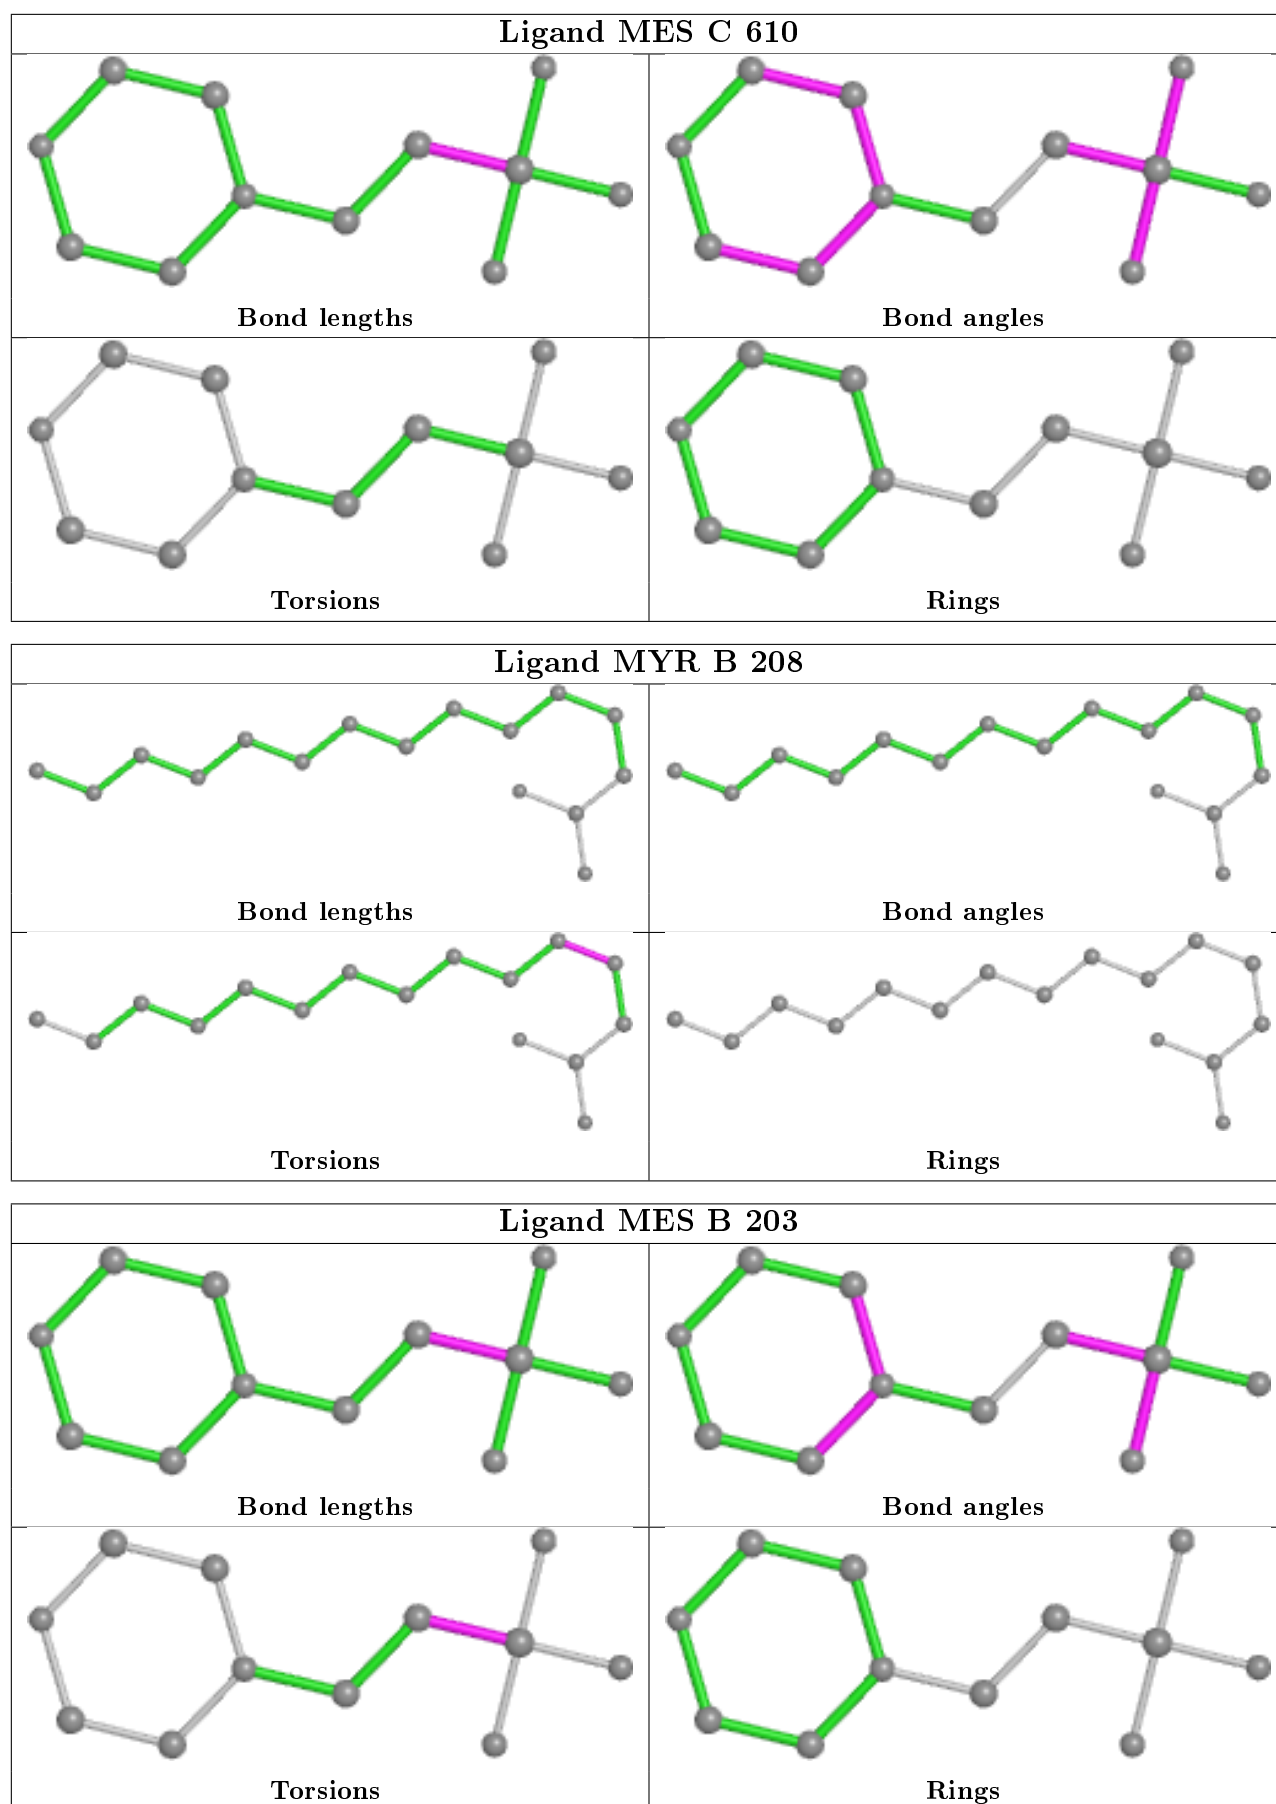 Ligand MES C 610
Bond lengths
Bond angles
Torsions
Rings
Ligand MYR B 208
Bond lengths
Bond angles
Torsions
Rings
Ligand MES B 203
Bond lengths
Bond angles
Torsions
Rings